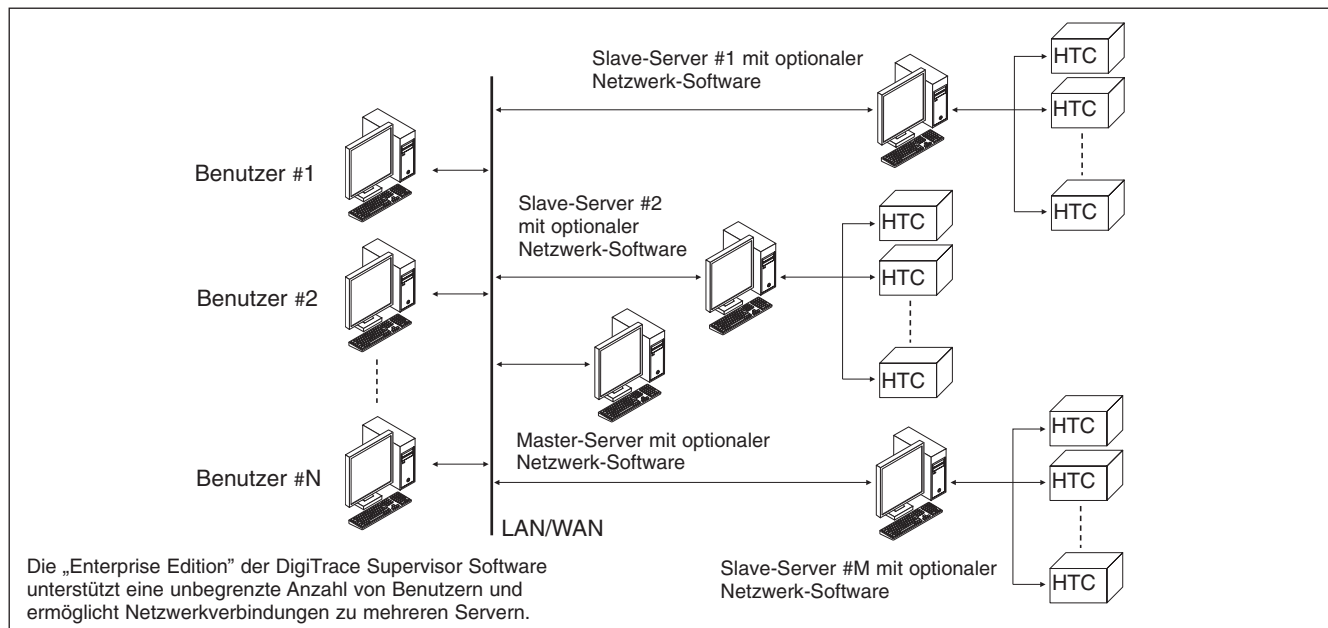 Slave-Server #1 mit optionaler
Netzwerk-Software
HTC
HTC
HTC
Benutzer #1
Slave-Server #2
mit optionaler
Netzwerk-Software
HTC
HTC
HTC
Benutzer #2
Master-Server mit optionaler
Netzwerk-Software
HTC
HTC
HTC
Benutzer #N
LAN/WAN
Slave-Server #M mit optionaler
Netzwerk-Software
Die „Enterprise Edition” der DigiTrace Supervisor Software
unterstützt eine unbegrenzte Anzahl von Benutzern und
ermöglicht Netzwerkverbindungen zu mehreren Servern.